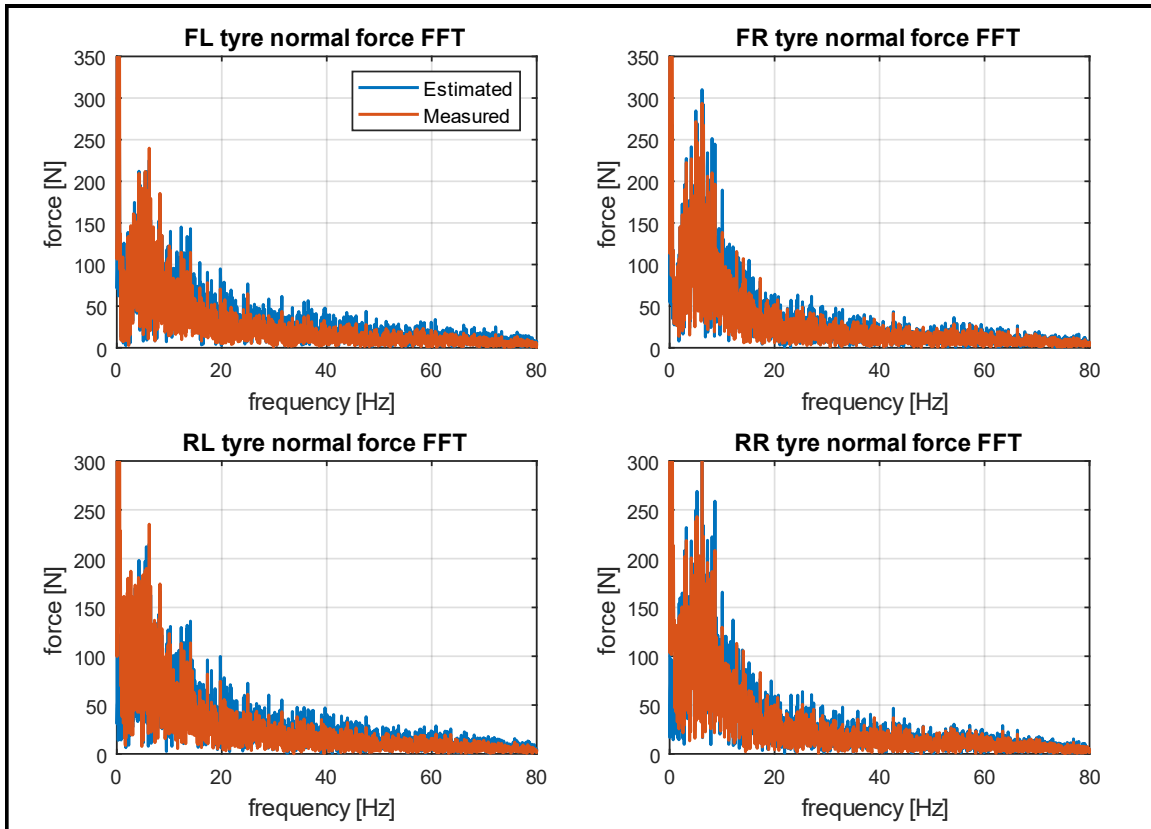 FL tyre normal force FFT
350
300
250
200
150
100
50
0
force [N]
Estimated
Measured
0 20 40 60 80
frequency [Hz]
FR tyre normal force FFT
350
300
250
200
150
100
50
0
force [N]
0 20 40 60 80
frequency [Hz]
RL tyre normal force FFT
300
250
200
150
100
50
0
force [N]
0 20 40 60 80
frequency [Hz]
RR tyre normal force FFT
300
250
200
150
100
50
0
force [N]
0 20 40 60 80
frequency [Hz]